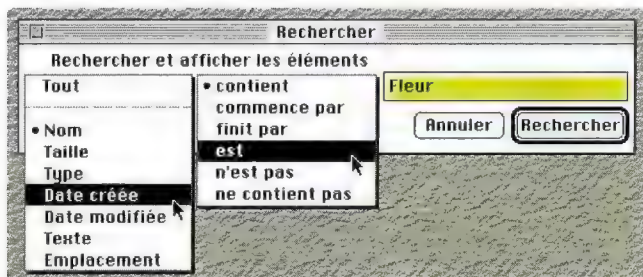 Rechercher
Rechercher et afficher les éléments
Tout
• Nom
Taille
Type
Date créée
Date modifiée
Texte
Emplacement
• contient
commence par
finit par
est
n'est pas
ne contient pas
Fleur
Annuler
Rechercher